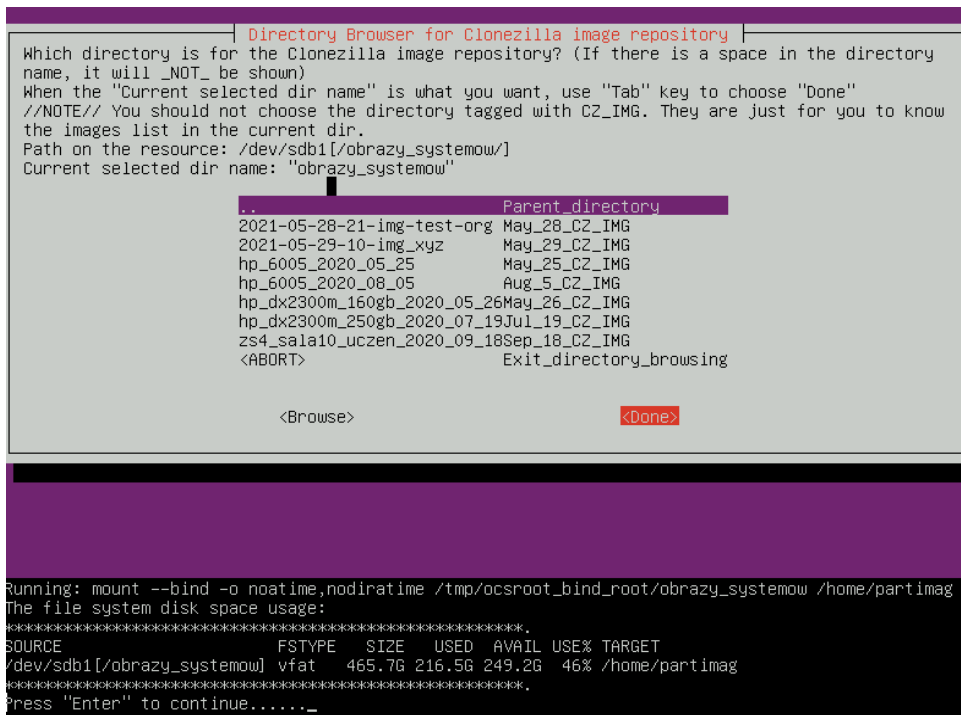 Directory Browser for Clonezilla image repository
Which directory is for the Clonezilla image repository? (If there is a space in the directory
name, it will _NOT_ be shown)
When the "Current selected dir name" is what you want, use "Tab" key to choose "Done"
//NOTE// You should not choose the directory tagged with CZ_IMG. They are just for you to know
the images list in the current dir.
Path on the resource: /dev/sdb1[/obrazy_systemow/]
Current selected dir name: "obrazy_systemow"
.. Parent_directory
2021-05-28-21-img-test-org May_28_CZ_IMG
2021-05-29-10-img_xyz May_29_CZ_IMG
hp_6005_2020_05_25 May_25_CZ_IMG
hp_6005_2020_08_05 Aug_5_CZ_IMG
hp_dx2300m_160gb_2020_05_26May_26_CZ_IMG
hp_dx2300m_250gb_2020_07_19Jul_19_CZ_IMG
zs4_sala10_uczen_2020_09_18Sep_18_CZ_IMG
<ABORT> Exit_directory_browsing
<Browse> <Done>
Running: mount --bind -o noatime,nodiratime /tmp/ocsroot_bind_root/obrazy_systemow /home/partimag
The file system disk space usage:
************************************************************.
SOURCE FSTYPE SIZE USED AVAIL USE% TARGET
/dev/sdb1[/obrazy_systemow] vfat 465.7G 216.5G 249.2G 46% /home/partimag
************************************************************.
Press "Enter" to continue......_